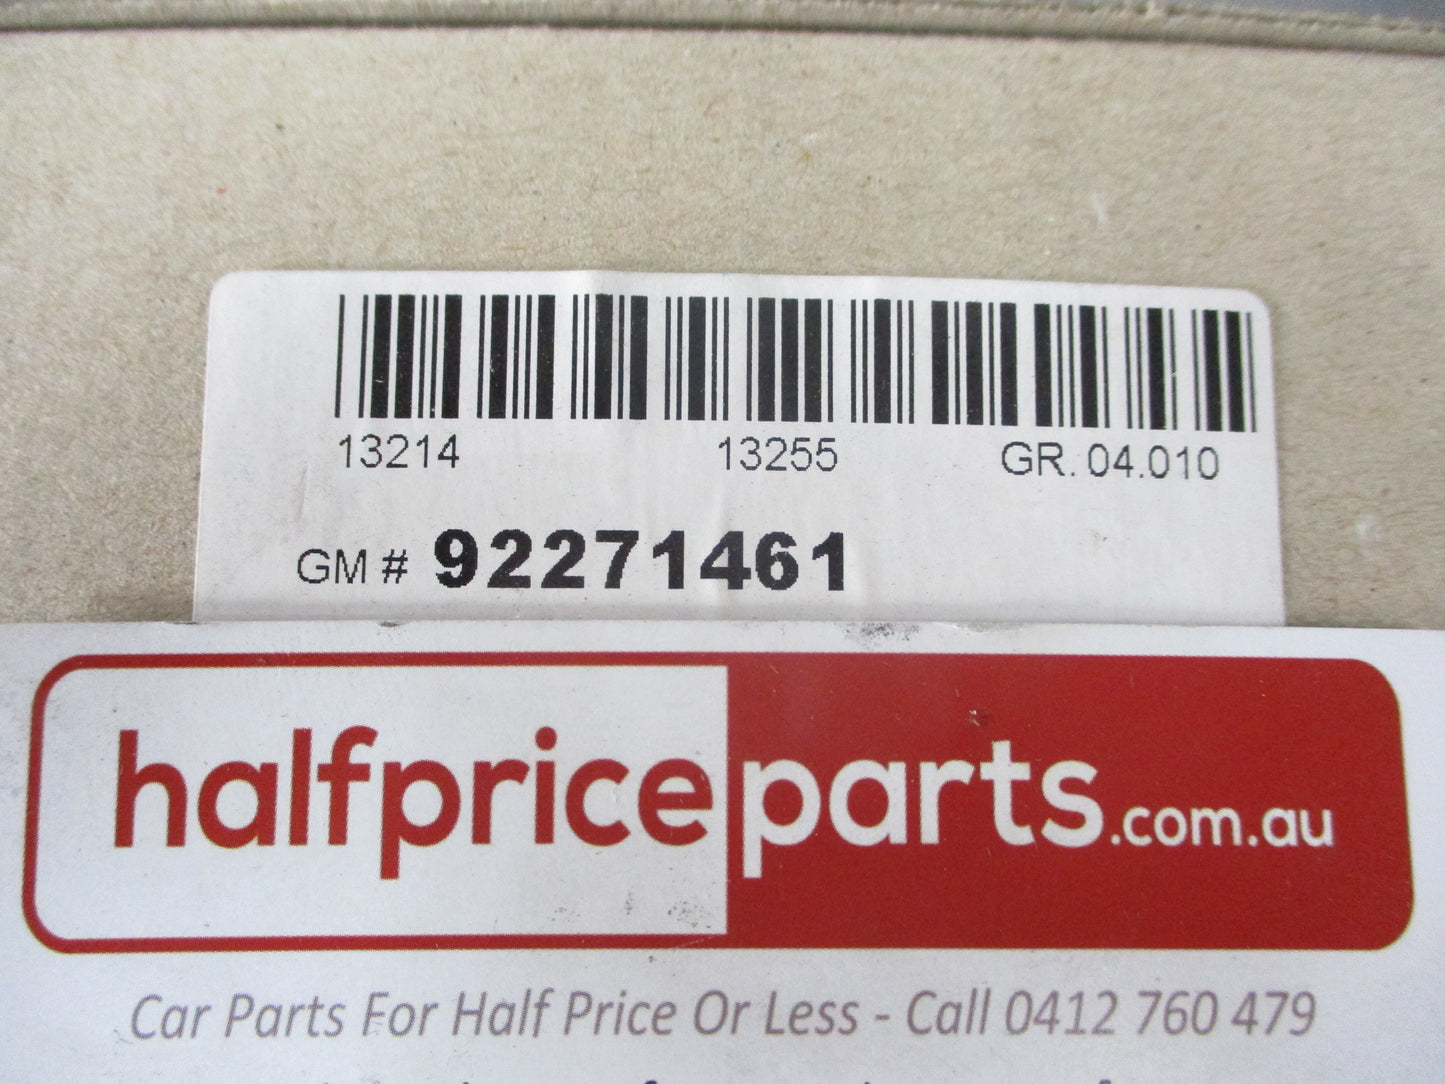 13214 13255 GR. 04.010
GM # 92271461
halfpriceparts.com.au
Car Parts For Half Price Or Less - Call 0412 760 479